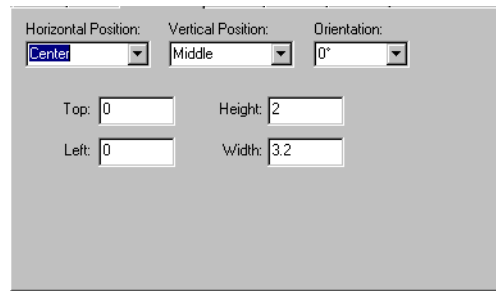 Horizontal Position: Vertical Position: Orientation:
Center Middle 0°
Top: 0 Height: 2
Left: 0 Width: 3.2